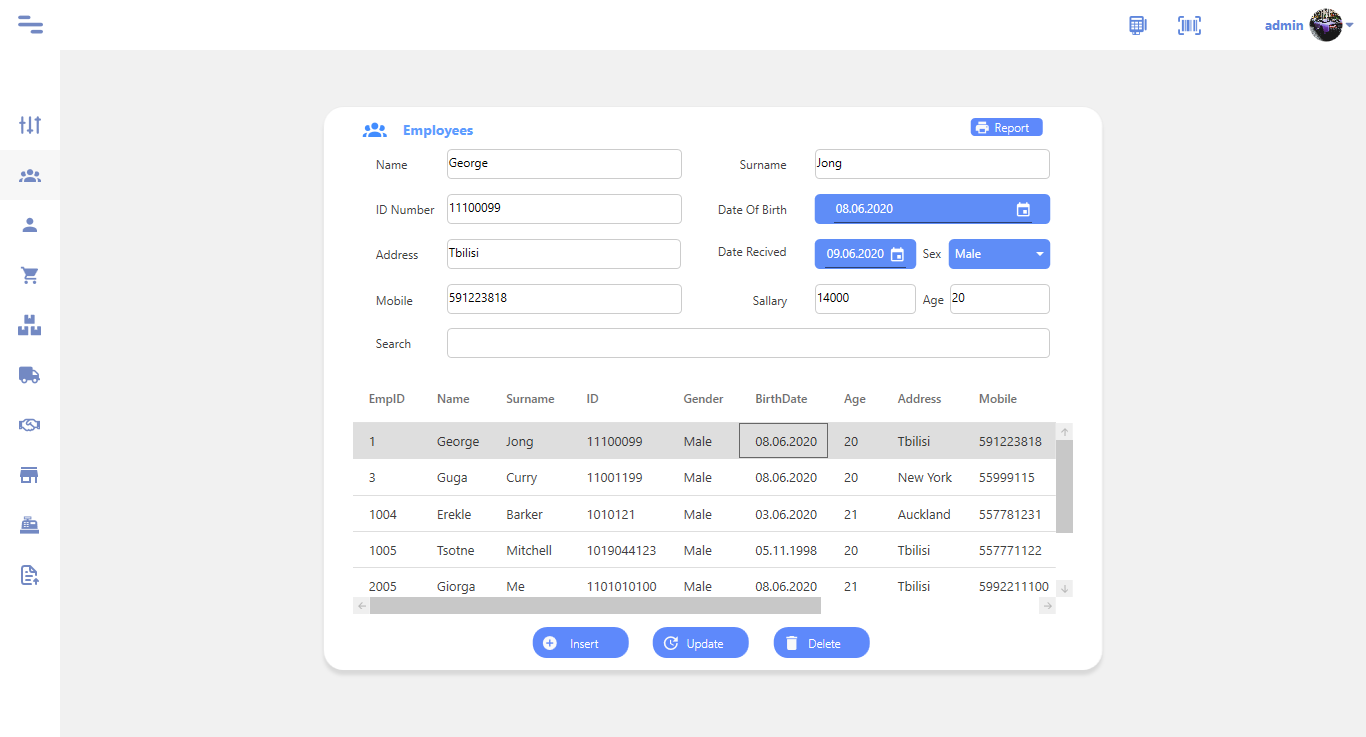 admin
Employees Report
Name George Surname Jong
ID Number 11100099 Date Of Birth 08.06.2020
Address Tbilisi Date Recived 09.06.2020 Sex Male
Mobile 591223818 Sallary 14000 Age 20
Search
EmpID Name Surname ID Gender BirthDate Age Address Mobile
1 George Jong 11100099 Male 08.06.2020 20 Tbilisi 591223818
3 Guga Curry 11001199 Male 08.06.2020 20 New York 55999115
1004 Erekle Barker 1010121 Male 03.06.2020 21 Auckland 557781231
1005 Tsotne Mitchell 1019044123 Male 05.11.1998 20 Tbilisi 557771122
2005 Giorga Me 1101010100 Male 08.06.2020 21 Tbilisi 5992211100
Insert Update Delete